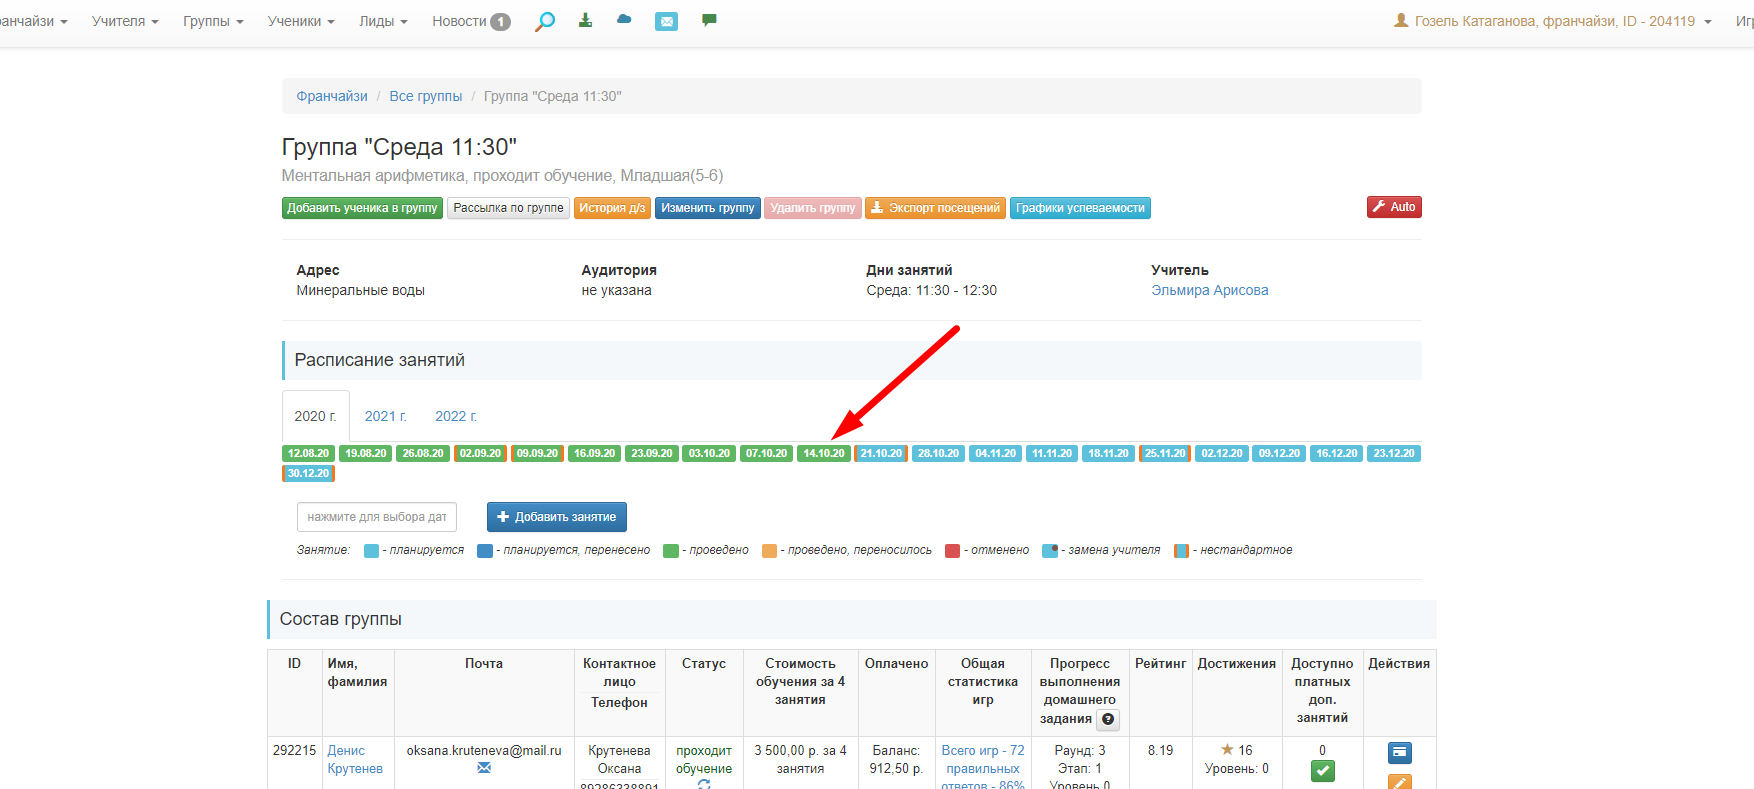 Учителя Группы Ученики Лиды Новости 1 Гозель Катаганова, франчайзи, ID - 204119
Франчайзи / Все группы / Группа "Среда 11:30"
Группа "Среда 11:30"
Ментальная арифметика, проходит обучение, Младшая(5-6)
Добавить ученика в группу Рассылка по группе История д/з Изменить группу Удалить группу Экспорт посещений Графики успеваемости Auto
Адрес Аудитория Дни занятий Учитель
Минеральные воды не указана Среда: 11:30 - 12:30 Эльмира Арисова
Расписание занятий
2020 г. 2021 г. 2022 г.
12.08.20 19.08.20 26.08.20 02.09.20 09.09.20 16.09.20 23.09.20 03.10.20 07.10.20 14.10.20 21.10.20 28.10.20 04.11.20 11.11.20 18.11.20 25.11.20 02.12.20 09.12.20 16.12.20 23.12.20
30.12.20
нажмите для выбора дат Добавить занятие
Занятие: - планируется - планируется, перенесено - проведено - проведено, переносилось - отменено - замена учителя - нестандартное
Состав группы
ID Имя, Почта Контактное Статус Стоимость Оплачено Общая Прогресс Рейтинг Достижения Доступно Действия
фамилия лицо обучения за 4 статистика выполнения платных
Телефон занятия игр домашнего доп.
задания ? занятий
292215 Денис oksana.kruteneva@mail.ru Крутенева проходит 3 500,00 р. за 4 Баланс: Всего игр - 72 Раунд: 3 8.19 16 0
Крутенев Оксана обучение занятия 912,50 р. правильных Этап: 1 Уровень: 0
89286338891 ответов - 86% Уровень 0